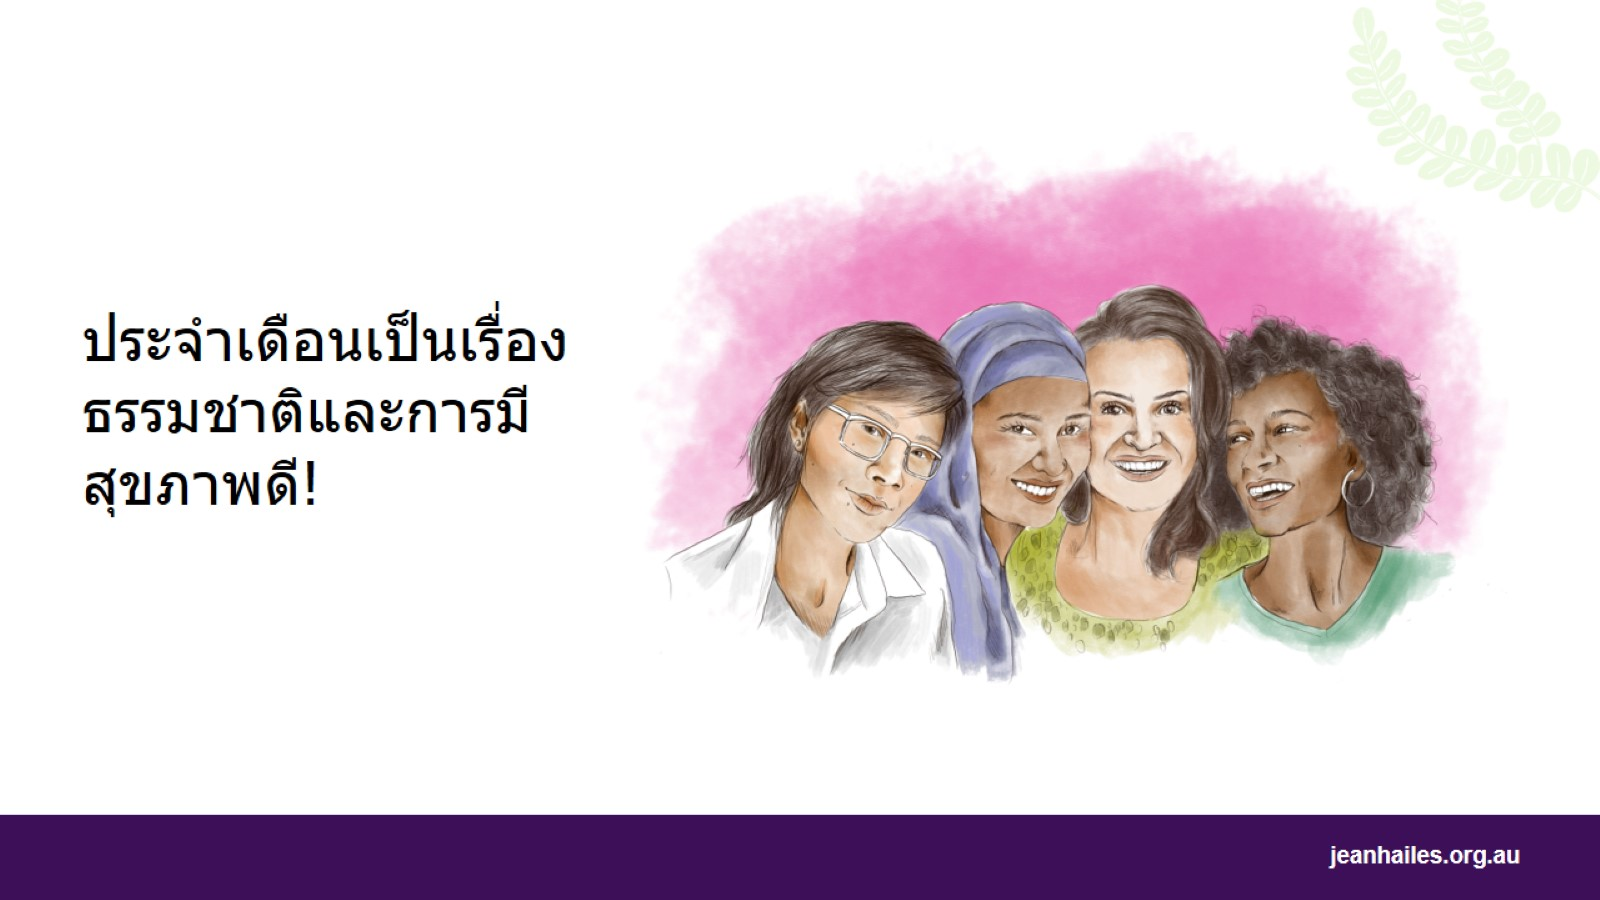 ประจำเดือนเป็นเรื่อง
ธรรมชาติและการมี
สุขภาพดี!
jeanhailes.org.au